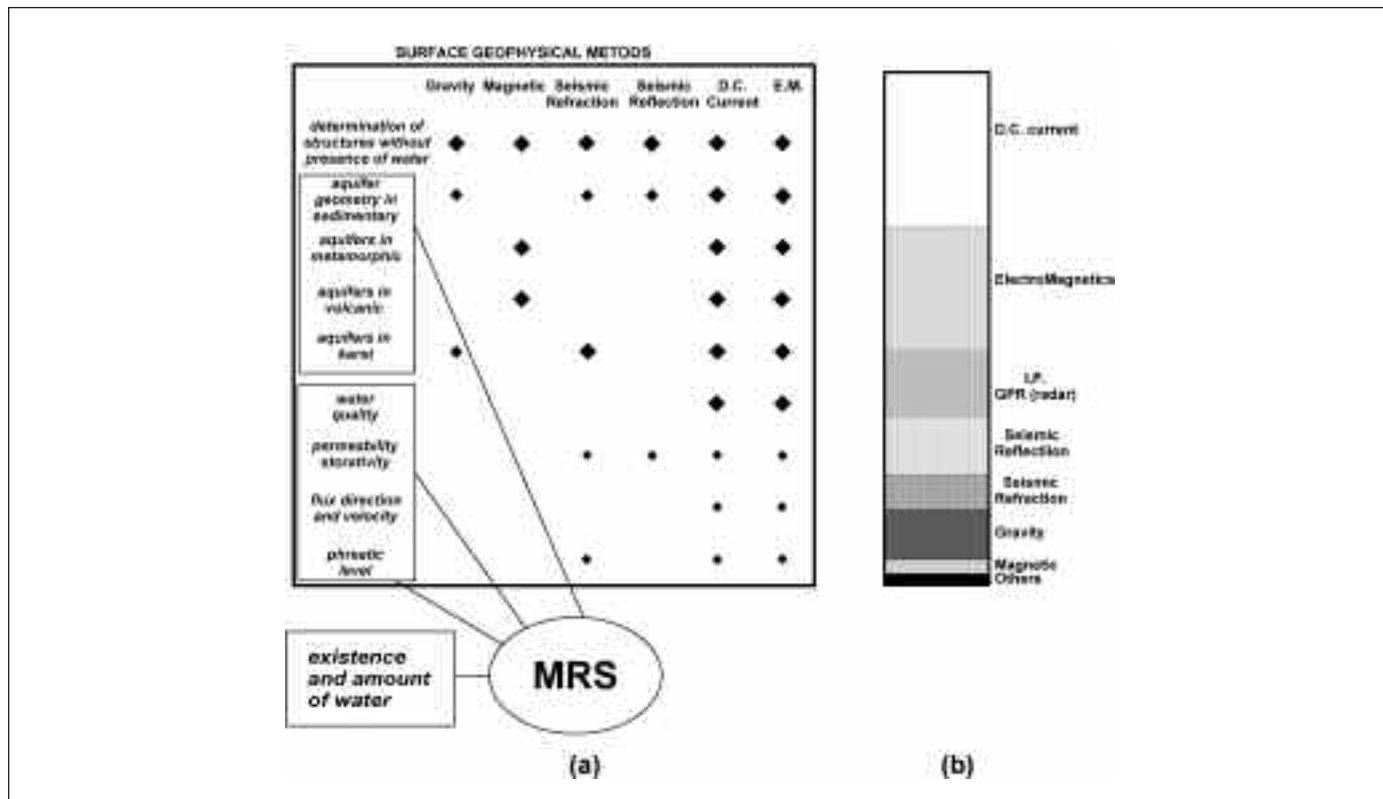 SURFACE GEOPHYSICAL METODS
Gravity Magnetic Seismic Seismic D.C. E.M.
Refraction Reflection Current
determination of
structures without
presence of water
aquifer
geometry in
sedimentary
aquifers in
metamorphic
aquifers in
volcanic
aquifers in
karst
water
quality
permeability
storativity
flux direction
and velocity
phreatic
level
existence
and amount
of water
MRS
(a)
D.C. current
ElectroMagnetics
I.P.
GPR (radar)
Seismic
Reflection
Seismic
Refraction
Gravity
Magnetic
Others
(b)